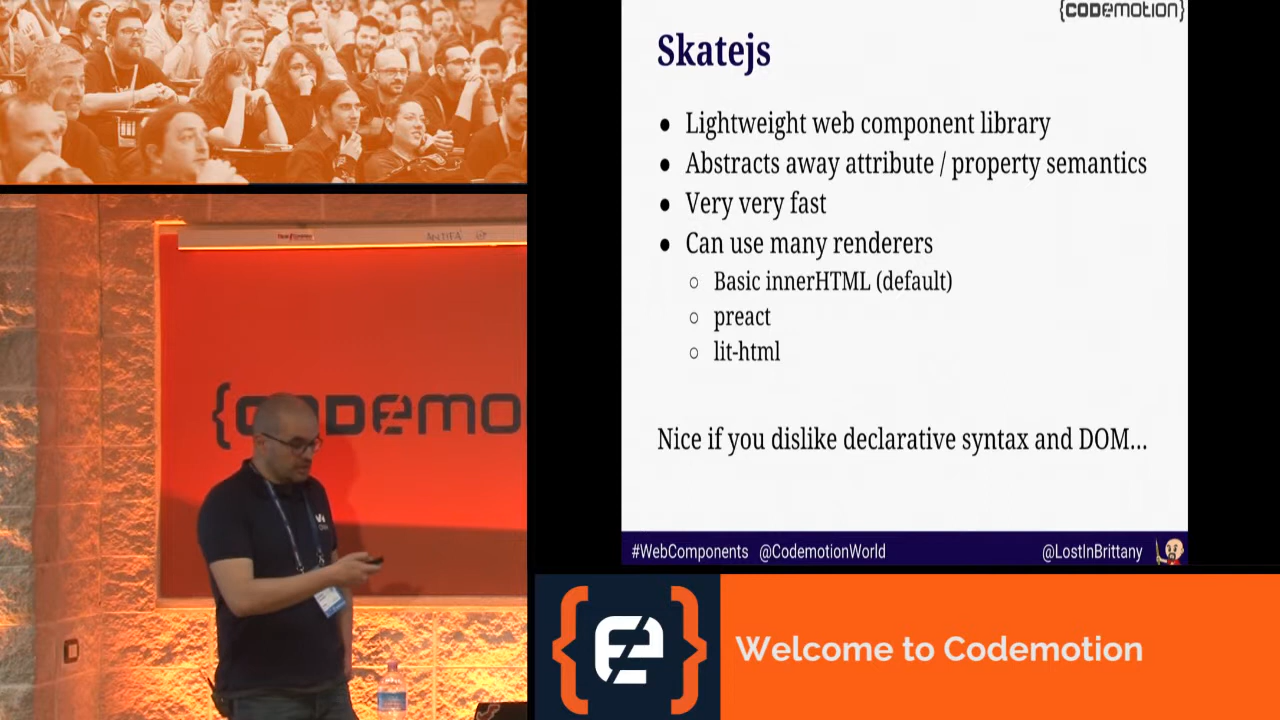 {CODEMOTION}
Skatejs
● Lightweight web component library
● Abstracts away attribute / property semantics
● Very very fast
● Can use many renderers
○ Basic innerHTML (default)
○ preact
○ lit-html
Nice if you dislike declarative syntax and DOM...
#WebComponents @CodemotionWorld @LostInBrittany
ANTIFA
{CODEMO
Welcome to Codemotion